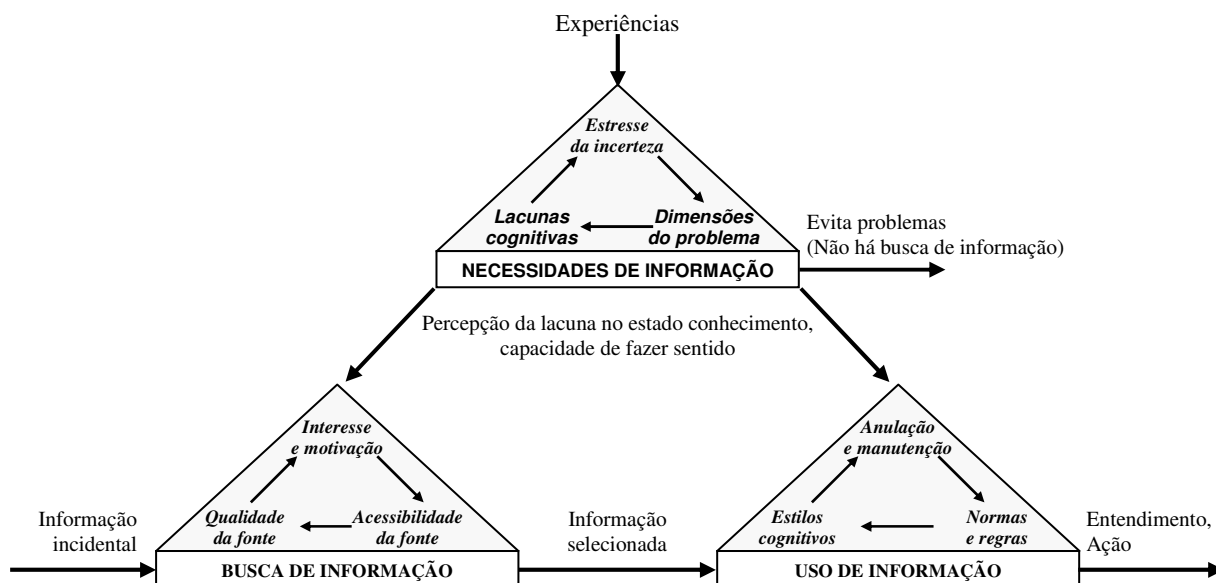 Experiências
Estresse
da incerteza
Lacunas
cognitivas
Dimensões
do problema
Evita problemas
(Não há busca de informação)
NECESSIDADES DE INFORMAÇÃO
Percepção da lacuna no estado conhecimento,
capacidade de fazer sentido
Interesse
e motivação
Qualidade
da fonte
Acessibilidade
da fonte
Anulação
e manutenção
Estilos
cognitivos
Normas
e regras
Informação
incidental
BUSCA DE INFORMAÇÃO
Informação
selecionada
USO DE INFORMAÇÃO
Entendimento,
Ação